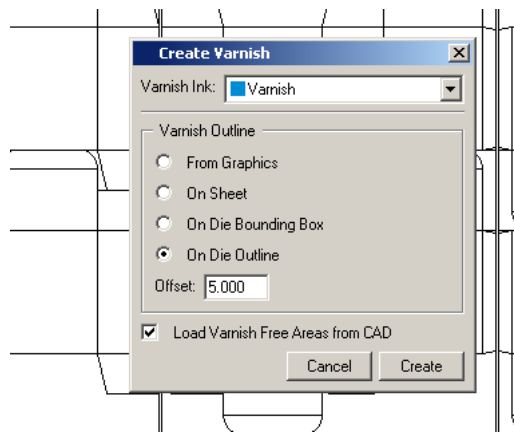 Create Varnish
Varnish Ink: Varnish
Varnish Outline
From Graphics
On Sheet
On Die Bounding Box
On Die Outline
Offset: 5.000
Load Varnish Free Areas from CAD
Cancel Create